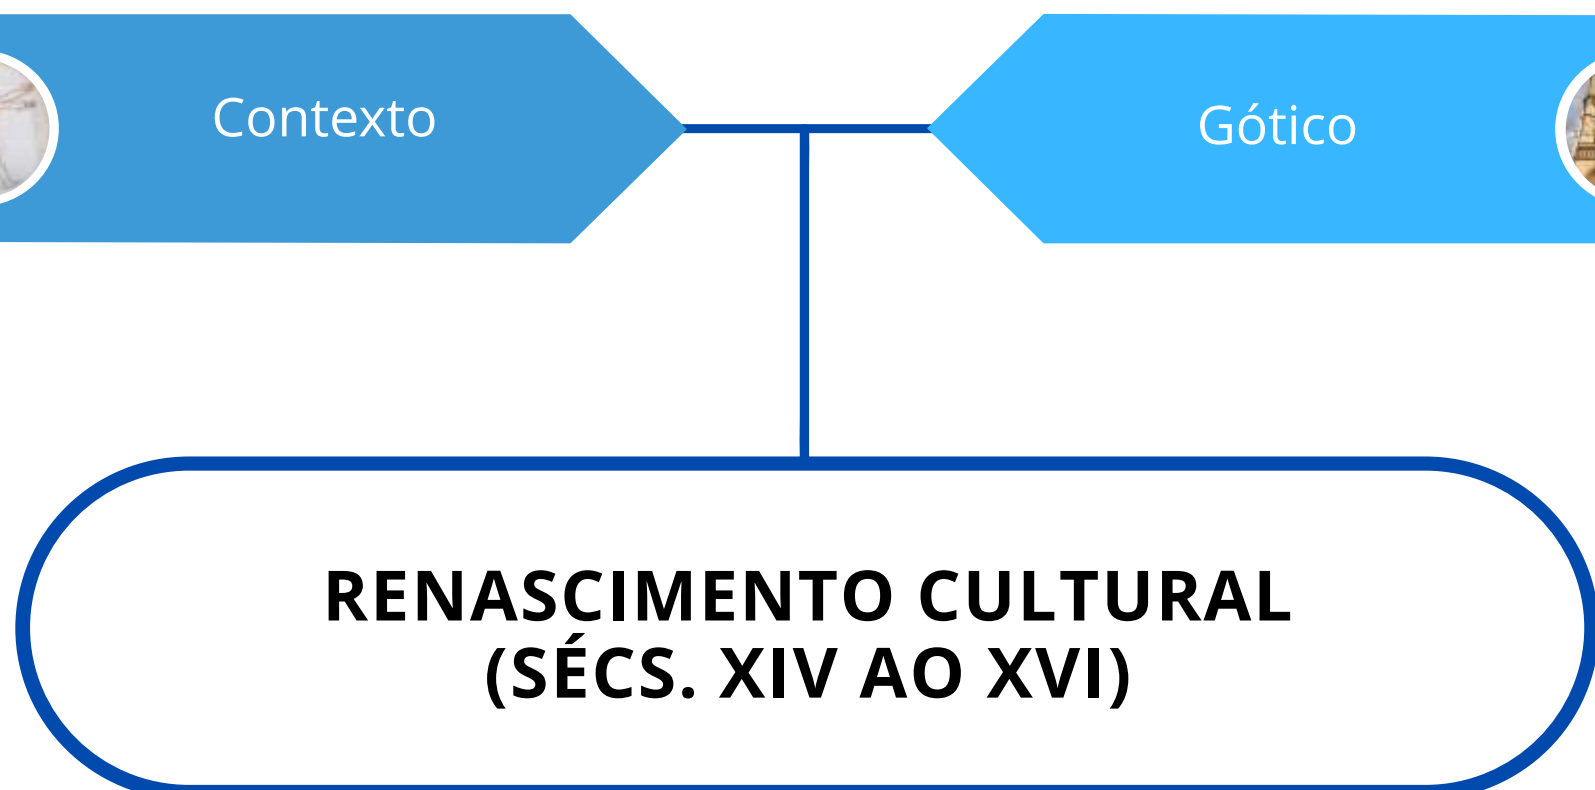 Contexto
Gótico
RENASCIMENTO CULTURAL
(SÉCS. XIV AO XVI)